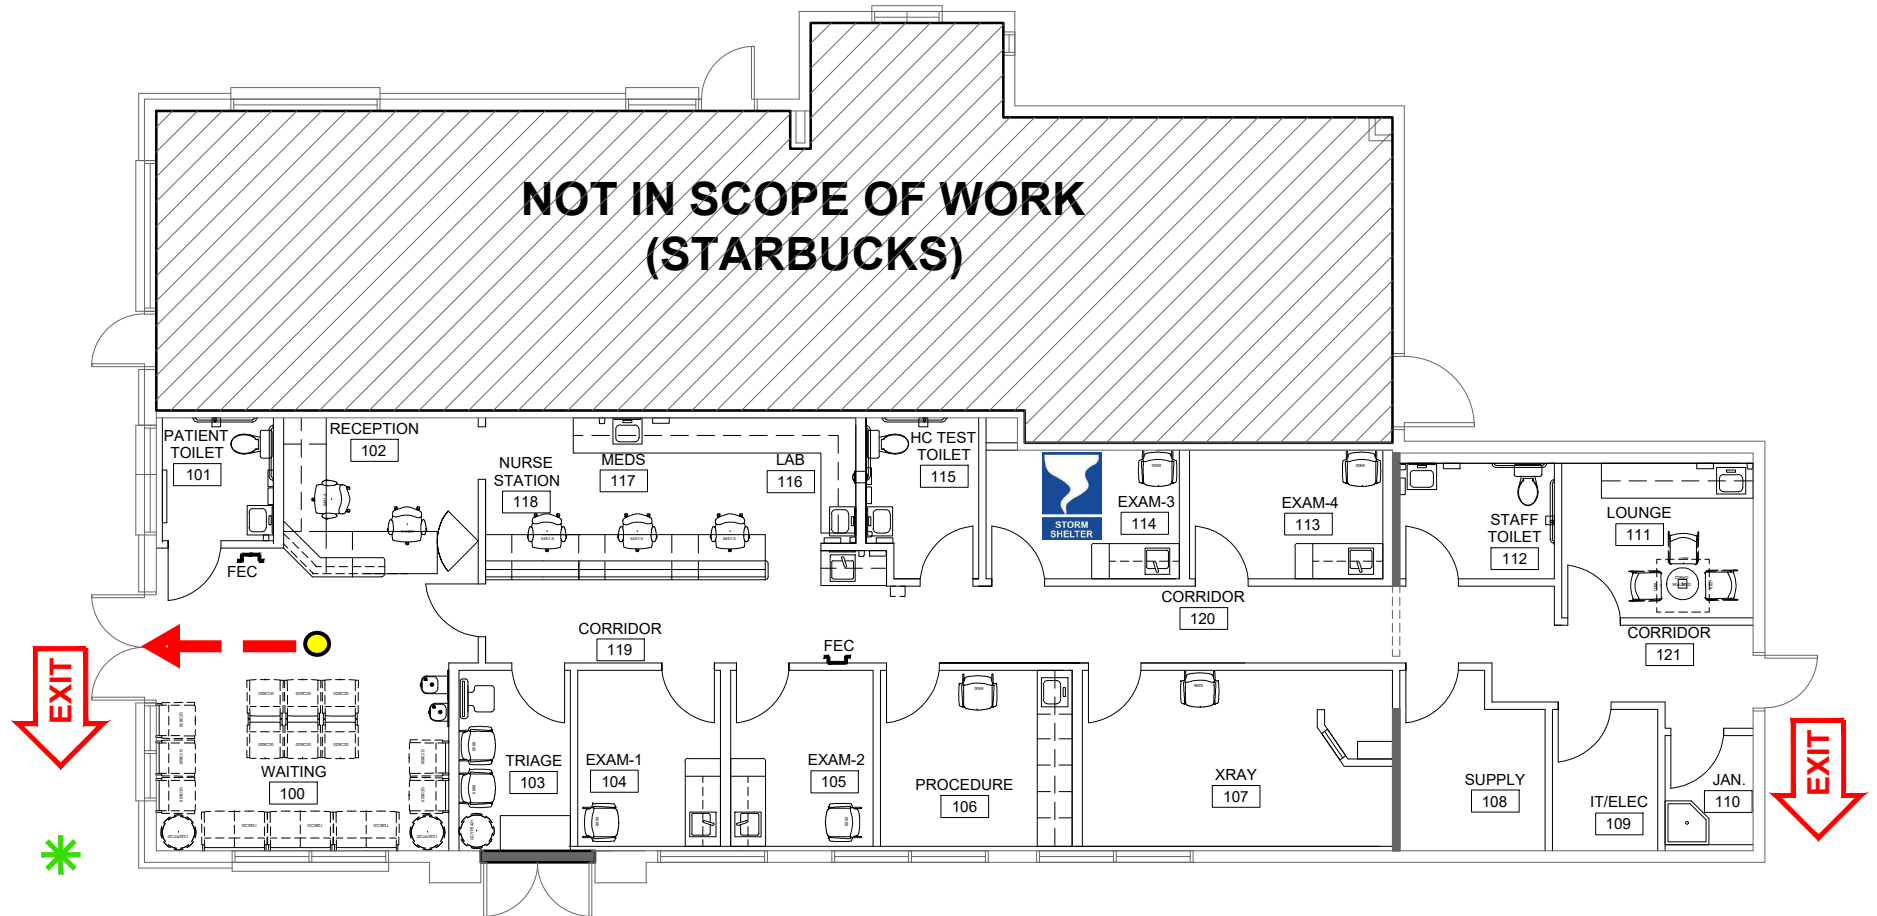 NOT IN SCOPE OF WORK
(STARBUCKS)
PATIENT
TOILET
101
RECEPTION
102
NURSE
STATION
118
MEDS
117
LAB
116
HC TEST
TOILET
115
STORM
SHELTER
EXAM-3
114
EXAM-4
113
STAFF
TOILET
112
LOUNGE
111
FEC
CORRIDOR
119
FEC
CORRIDOR
120
CORRIDOR
121
EXIT
WAITING
100
TRIAGE
103
EXAM-1
104
EXAM-2
105
PROCEDURE
106
XRAY
107
SUPPLY
108
IT/ELEC
109
JAN.
110
EXIT